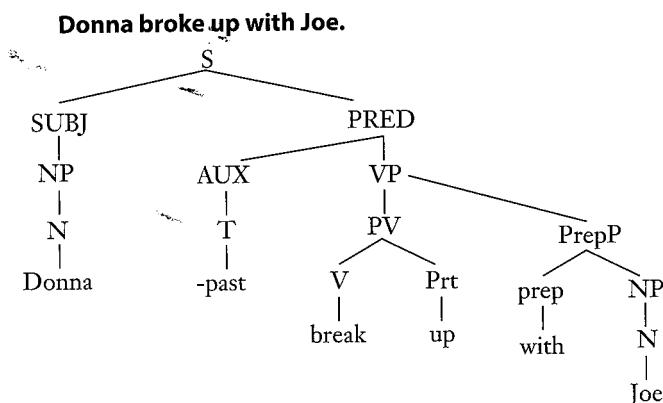 Donna broke up with Joe.
S
SUBJ PRED
NP AUX VP
N T PV PrepP
Donna -past V Prt prep NP
break up with N
Joe